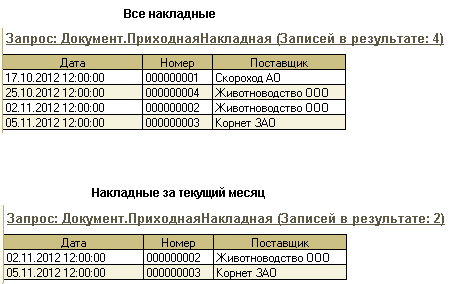 Все накладные
Запрос: Документ.ПриходнаяНакладная (Записей в результате: 4)
Дата Номер Поставщик
17.10.2012 12:00:00 000000001 Скороход АО
25.10.2012 12:00:00 000000004 Животноводство ООО
02.11.2012 12:00:00 000000002 Животноводство ООО
05.11.2012 12:00:00 000000003 Корнет ЗАО
Накладные за текущий месяц
Запрос: Документ.ПриходнаяНакладная (Записей в результате: 2)
Дата Номер Поставщик
02.11.2012 12:00:00 000000002 Животноводство ООО
05.11.2012 12:00:00 000000003 Корнет ЗАО